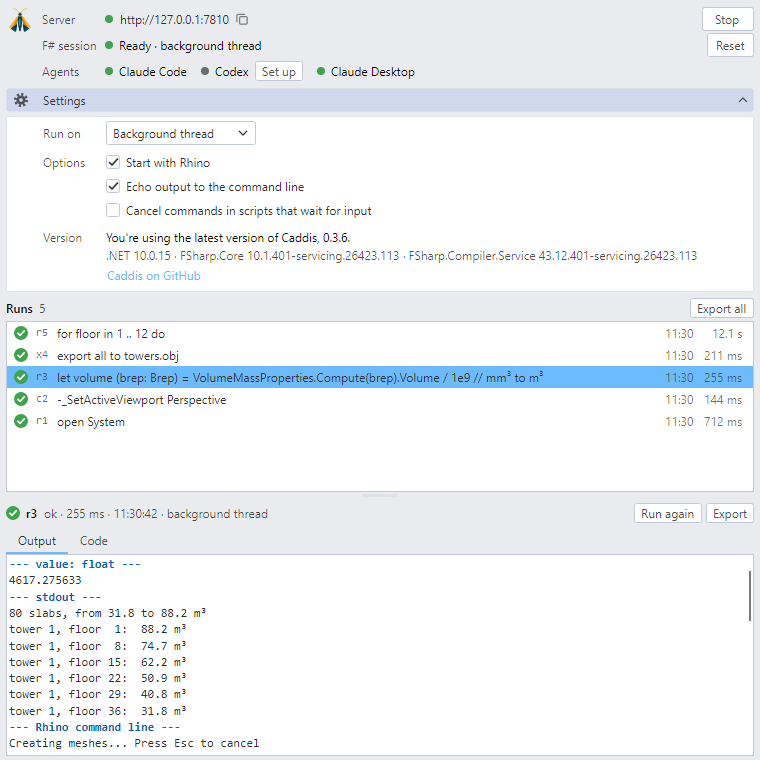 Server http://127.0.0.1:7810 Stop
F# session Ready · background thread Reset
Agents Claude Code Codex Set up Claude Desktop
Settings
Run on Background thread
Options Start with Rhino
Echo output to the command line
Cancel commands in scripts that wait for input
Version You're using the latest version of Caddis, 0.3.6.
.NET 10.0.15 · FSharp.Core 10.1.401-servicing.26423.113 · FSharp.Compiler.Service 43.12.401-servicing.26423.113
Caddis on GitHub
Runs 5 Export all
r5 for floor in 1 .. 12 do 11:30 12.1 s
x4 export all to towers.obj 11:30 211 ms
r3 let volume (brep: Brep) = VolumeMassProperties.Compute(brep).Volume / 1e9 // mm³ to m³ 11:30 255 ms
c2 -_SetActiveViewport Perspective 11:30 144 ms
r1 open System 11:30 712 ms
r3 ok · 255 ms · 11:30:42 · background thread Run again Export
Output Code
--- value: float ---
4617.275633
--- stdout ---
80 slabs, from 31.8 to 88.2 m³
tower 1, floor 1: 88.2 m³
tower 1, floor 8: 74.7 m³
tower 1, floor 15: 62.2 m³
tower 1, floor 22: 50.9 m³
tower 1, floor 29: 40.8 m³
tower 1, floor 36: 31.8 m³
--- Rhino command line ---
Creating meshes... Press Esc to cancel